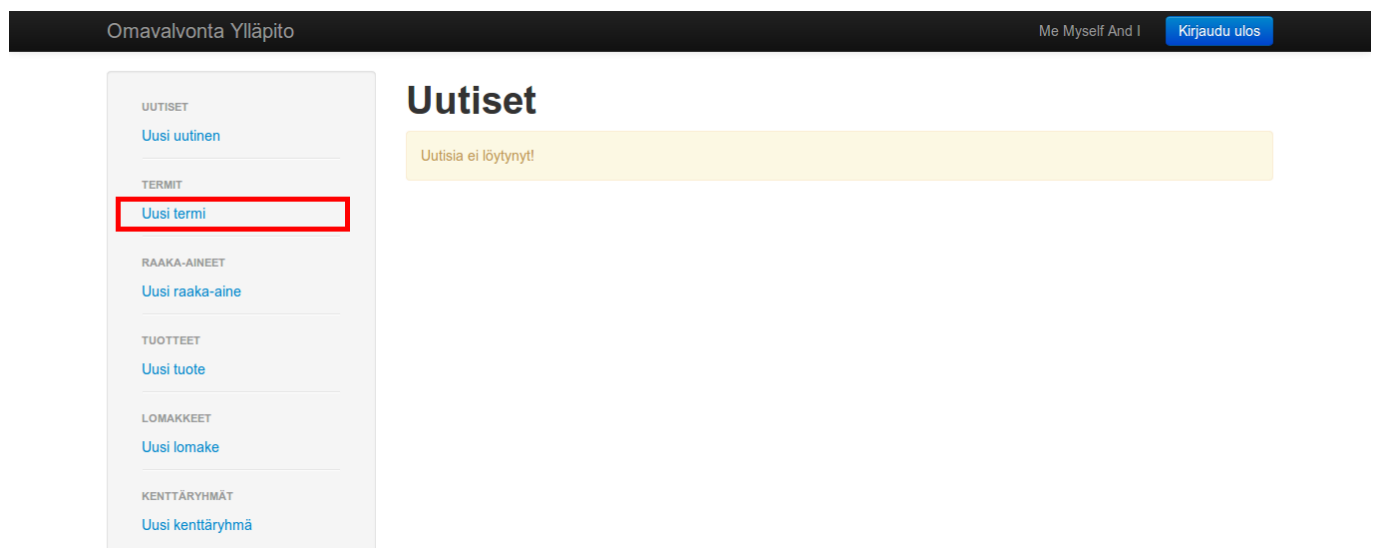 Omavalvonta Ylläpito
Me Myself And I
Kirjaudu ulos
UUTISET
Uusi uutinen
TERMIT
Uusi termi
RAAKA-AINEET
Uusi raaka-aine
TUOTTEET
Uusi tuote
LOMAKKEET
Uusi lomake
KENTTÄRYHMÄT
Uusi kenttäryhmä
Uutiset
Uutisia ei löytynyt!